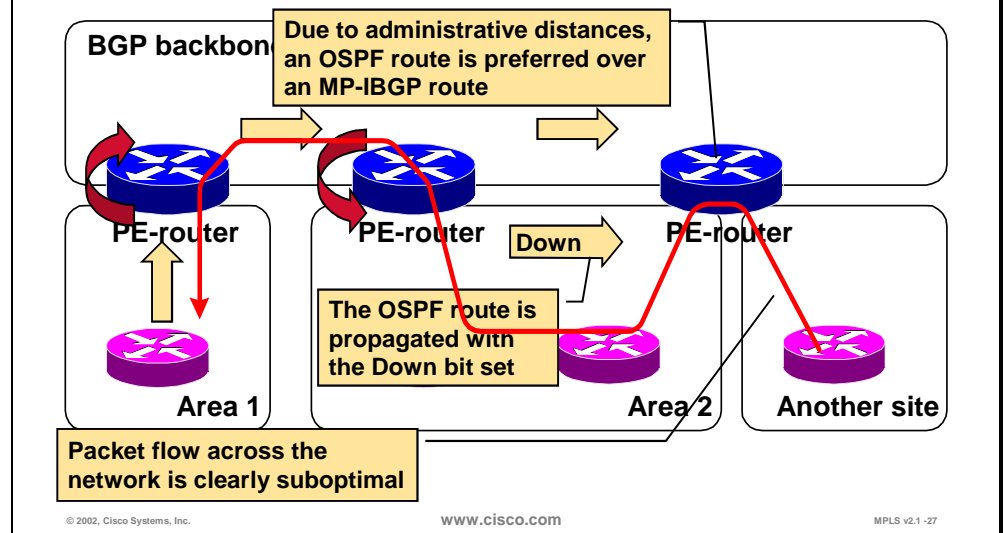 BGP backbone
Due to administrative distances,
an OSPF route is preferred over
an MP-IBGP route
PE-router
PE-router
PE-router
Down
The OSPF route is
propagated with
the Down bit set
Area 1
Area 2
Another site
Packet flow across the
network is clearly suboptimal
© 2002, Cisco Systems, Inc.
www.cisco.com
MPLS v2.1 -27